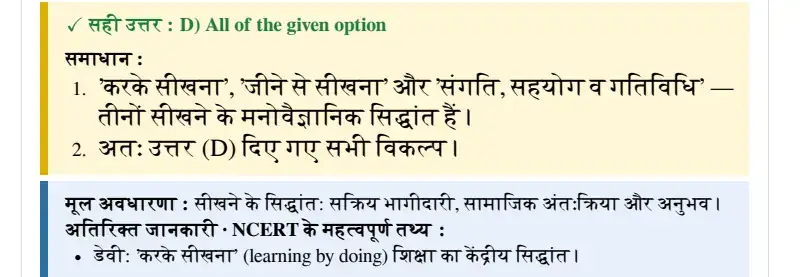 ✓ सही उत्तर : D) All of the given option
समाधान :
1. 'करके सीखना', 'जीने से सीखना' और 'संगति, सहयोग व गतिविधि' —
तीनों सीखने के मनोवैज्ञानिक सिद्धांत हैं।
2. अतः उत्तर (D) दिए गए सभी विकल्प।
मूल अवधारणा : सीखने के सिद्धांत: सक्रिय भागीदारी, सामाजिक अंतःक्रिया और अनुभव।
अतिरिक्त जानकारी · NCERT के महत्वपूर्ण तथ्य :
• डेवी: 'करके सीखना' (learning by doing) शिक्षा का केंद्रीय सिद्धांत।